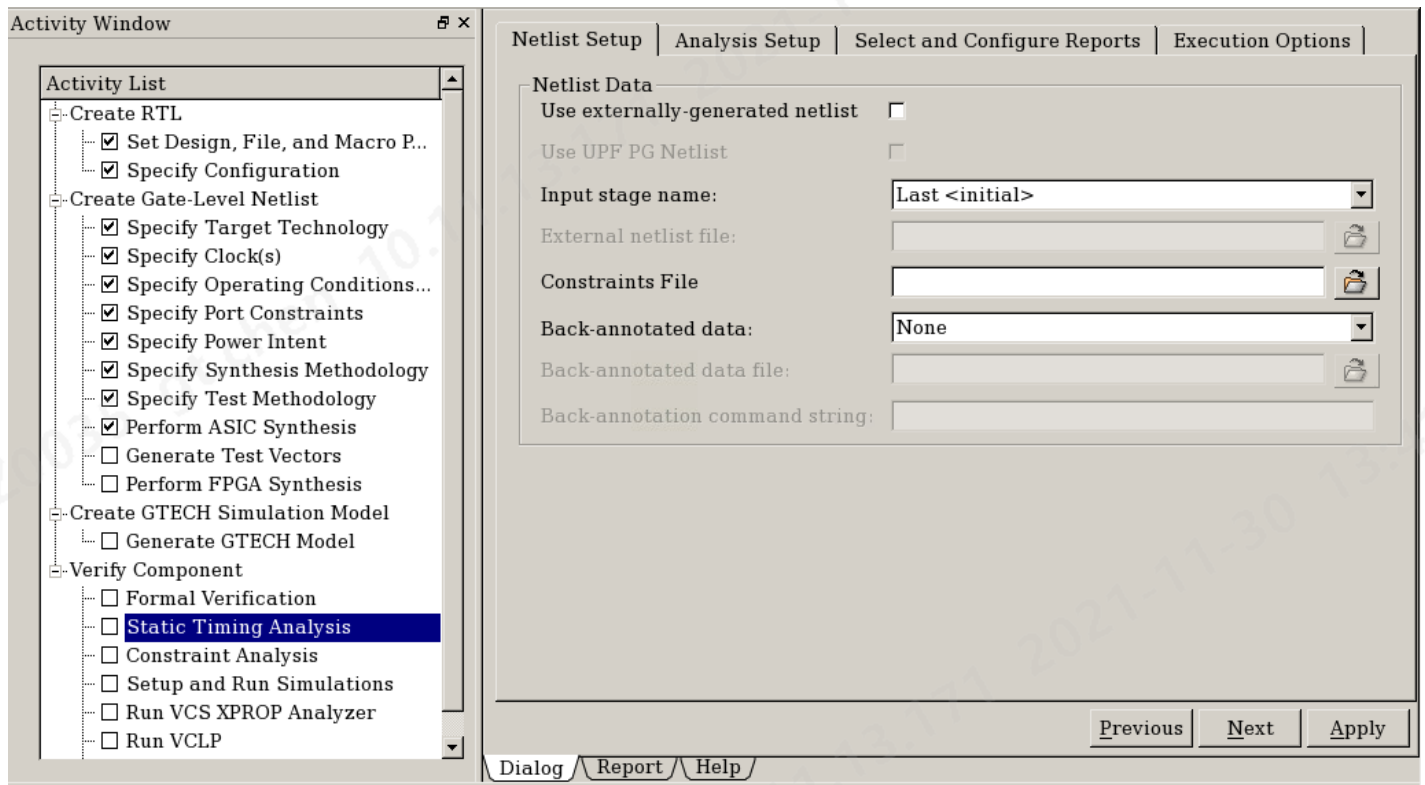 Activity Window
Activity List
Create RTL
Set Design, File, and Macro P...
Specify Configuration
Create Gate-Level Netlist
Specify Target Technology
Specify Clock(s)
Specify Operating Conditions...
Specify Port Constraints
Specify Power Intent
Specify Synthesis Methodology
Specify Test Methodology
Perform ASIC Synthesis
Generate Test Vectors
Perform FPGA Synthesis
Create GTECH Simulation Model
Generate GTECH Model
Verify Component
Formal Verification
Static Timing Analysis
Constraint Analysis
Setup and Run Simulations
Run VCS XPROP Analyzer
Run VCLP
Netlist Setup Analysis Setup Select and Configure Reports Execution Options
Netlist Data
Use externally-generated netlist
Use UPF PG Netlist
Input stage name: Last <initial>
External netlist file:
Constraints File
Back-annotated data: None
Back-annotated data file:
Back-annotation command string:
Previous Next Apply
Dialog Report Help